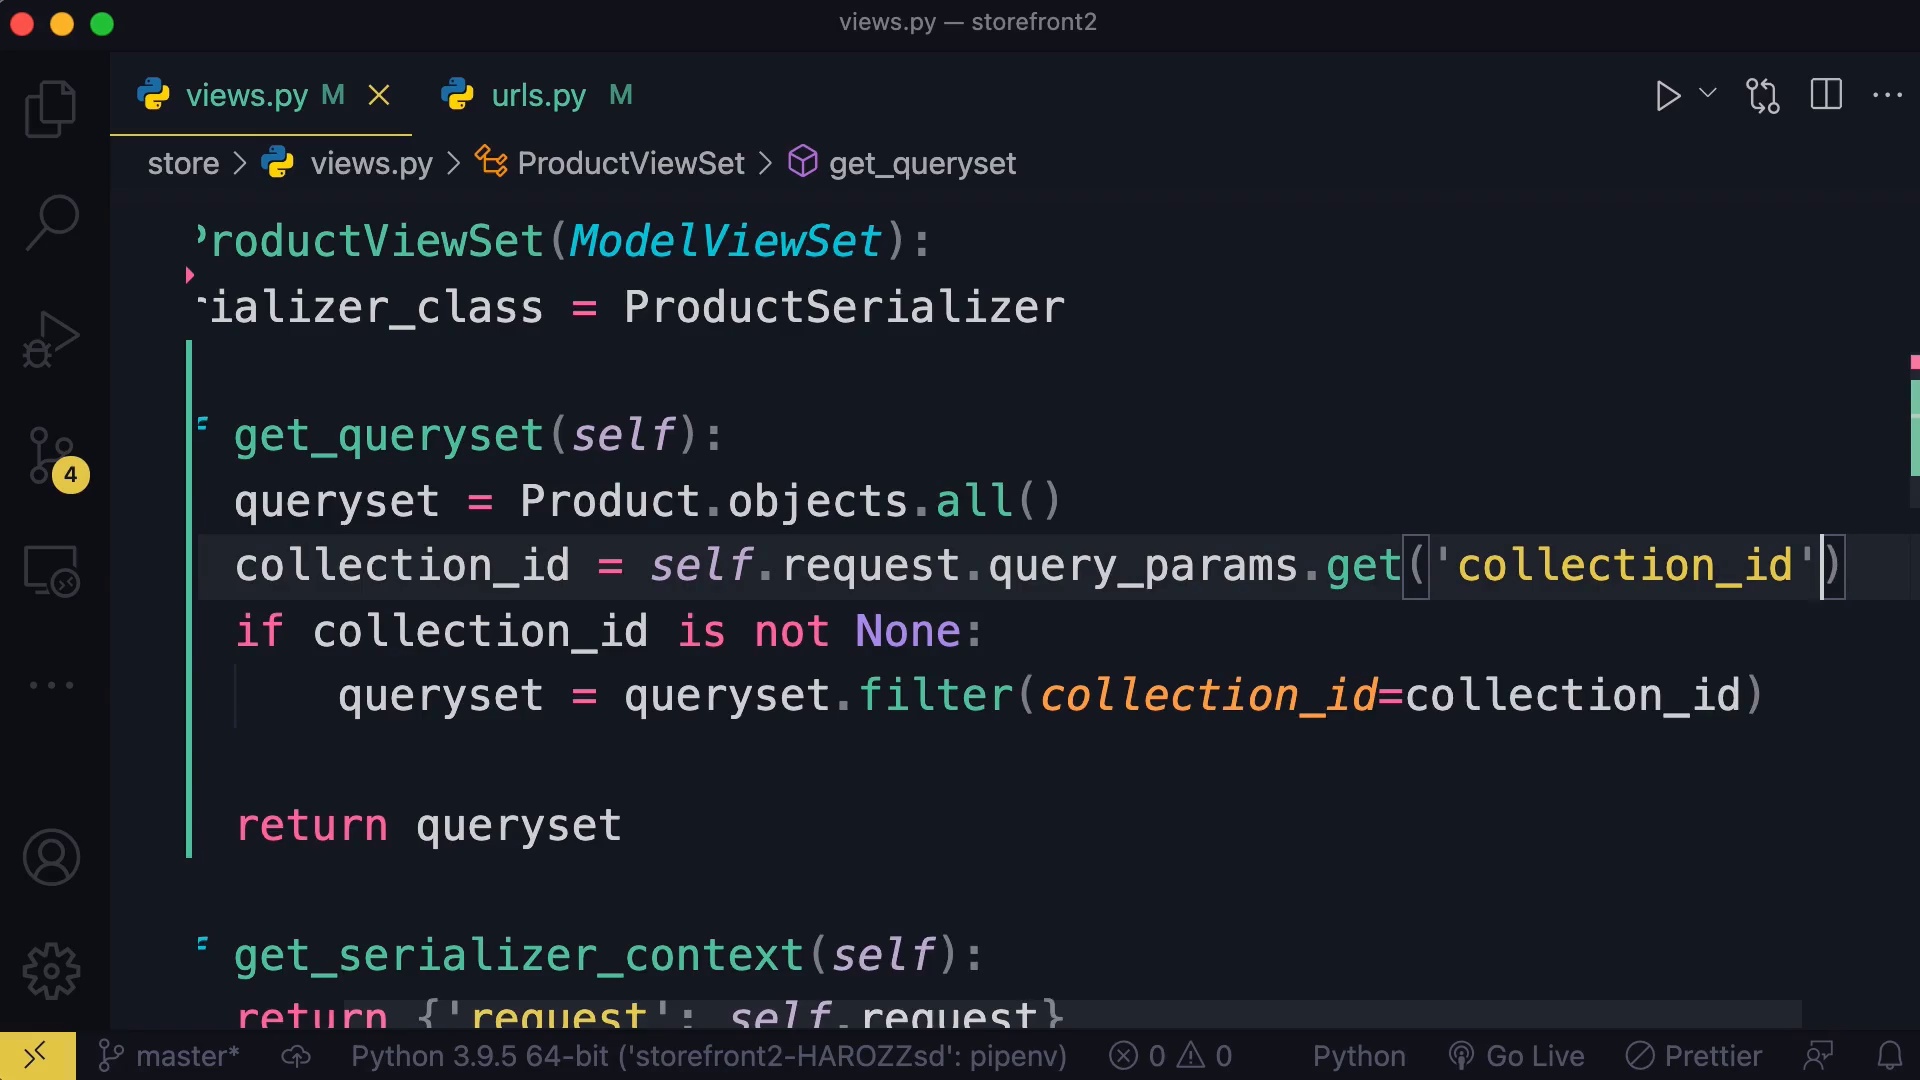 views.py — storefront2
views.py M urls.py M
store > views.py > ProductViewSet > get_queryset
ProductViewSet(ModelViewSet):
rializer_class = ProductSerializer
f get_queryset(self):
queryset = Product.objects.all()
collection_id = self.request.query_params.get('collection_id')
if collection_id is not None:
queryset = queryset.filter(collection_id=collection_id)
4
return queryset
f get_serializer_context(self):
return {'request': self.request}
master* Python 3.9.5 64-bit ('storefront2-HAROZZsd': pipenv) 0 0 Python Go Live Prettier